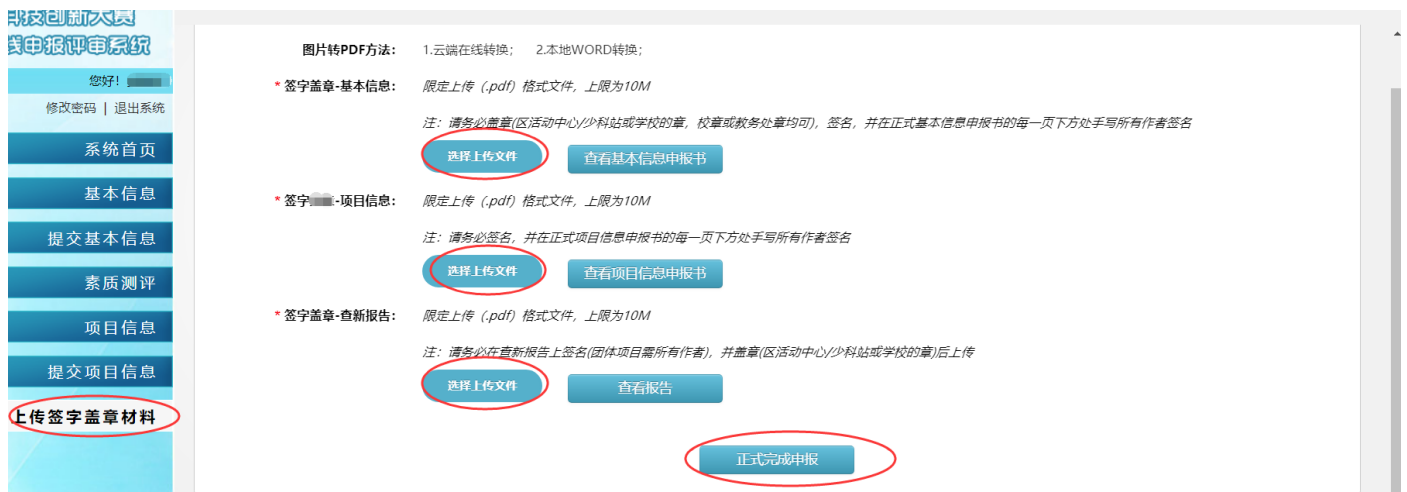 科技创新大赛
线申报评审系统
您好！
修改密码 | 退出系统
系统首页
基本信息
提交基本信息
素质测评
项目信息
提交项目信息
上传签字盖章材料
图片转PDF方法： 1.云端在线转换； 2.本地WORD转换；
* 签字盖章-基本信息： 限定上传（.pdf）格式文件，上限为10M
注：请务必盖章(区活动中心/少科站或学校的章，校章或教务处章均可)，签名，并在正式基本信息申报书的每一页下方处手写所有作者签名
选择上传文件 查看基本信息申报书
* 签字 -项目信息： 限定上传（.pdf）格式文件，上限为10M
注：请务必签名，并在正式项目信息申报书的每一页下方处手写所有作者签名
选择上传文件 查看项目信息申报书
* 签字盖章-查新报告： 限定上传（.pdf）格式文件，上限为10M
注：请务必在查新报告上签名(团体项目需所有作者)，并盖章(区活动中心/少科站或学校的章)后上传
选择上传文件 查看报告
正式完成申报